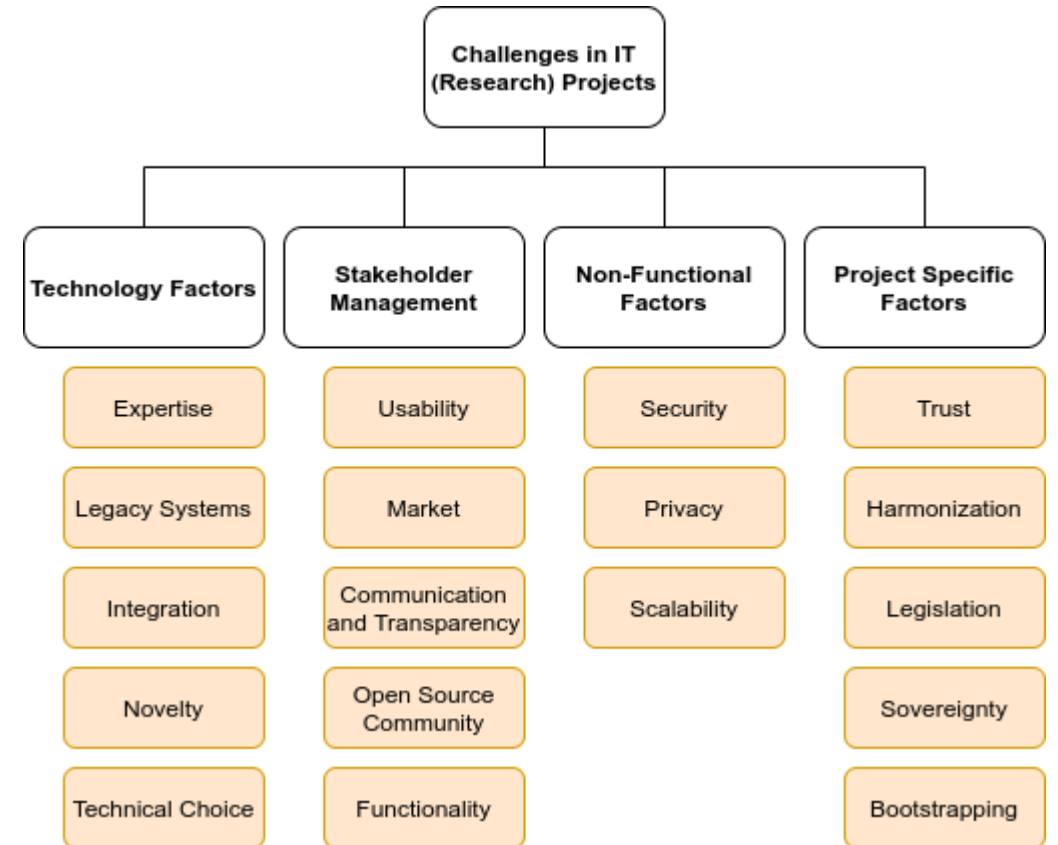 Challenges in IT
(Research) Projects
Technology Factors
Stakeholder
Management
Non-Functional
Factors
Project Specific
Factors
Expertise
Usability
Security
Trust
Legacy Systems
Market
Privacy
Harmonization
Integration
Communication
and Transparency
Scalability
Legislation
Novelty
Open Source
Community
Sovereignty
Technical Choice
Functionality
Bootstrapping